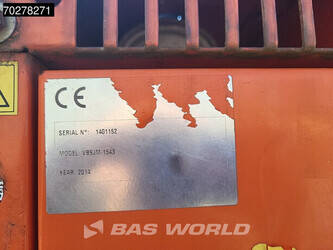 70278271
CE
SERIAL N°: 1401152
MODEL: VB9JM-1543
YEAR: 2014
BAS WORLD